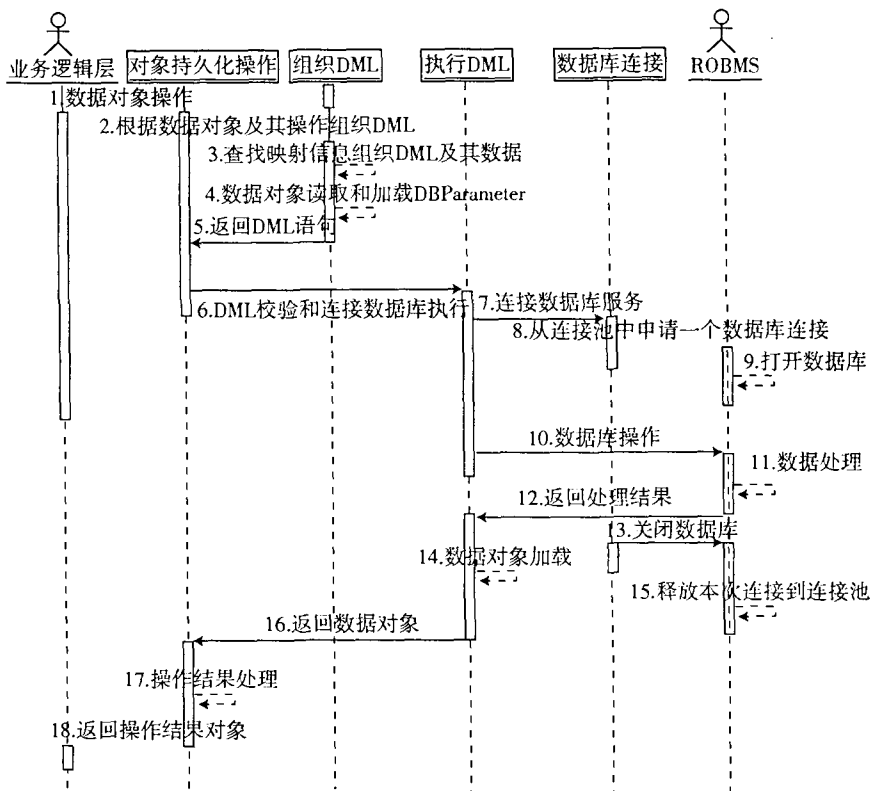 业务逻辑层 对象持久化操作 组织DML 执行DML 数据库连接 ROBMS
1.数据对象操作
2.根据数据对象及其操作组织DML
3.查找映射信息组织DML及其数据
4.数据对象读取和加载DBParameter
5.返回DML语句
6.DML校验和连接数据库执行
7.连接数据库服务
8.从连接池中申请一个数据库连接
9.打开数据库
10.数据库操作
11.数据处理
12.返回处理结果
13.关闭数据库
14.数据对象加载
15.释放本次连接到连接池
16.返回数据对象
17.操作结果处理
18.返回操作结果对象